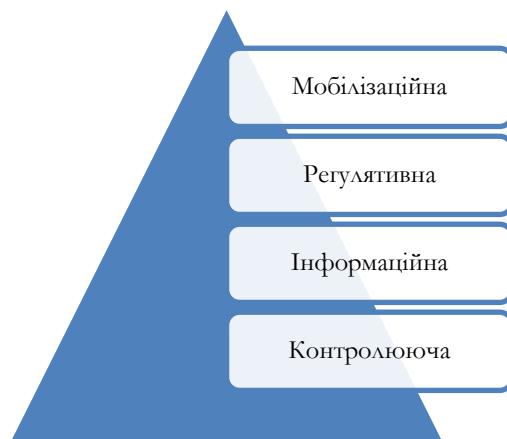 Мобілізаційна
Регулятивна
Інформаційна
Контролююча